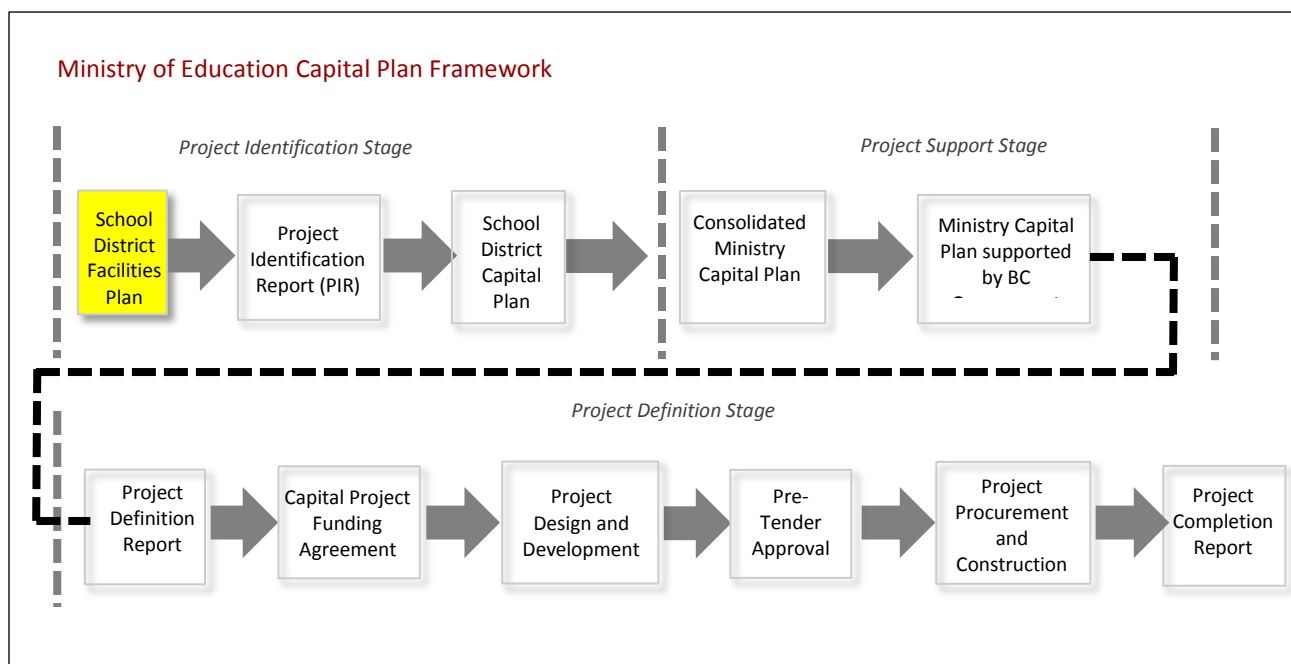 Ministry of Education Capital Plan Framework
Project Identification Stage
Project Support Stage
School
District
Facilities
Plan
Project
Identification
Report (PIR)
School
District
Capital
Plan
Consolidated
Ministry
Capital Plan
Ministry Capital
Plan supported
by BC
Project Definition Stage
Project
Definition
Report
Capital Project
Funding
Agreement
Project
Design and
Development
Pre-
Tender
Approval
Project
Procurement
and
Construction
Project
Completion
Report